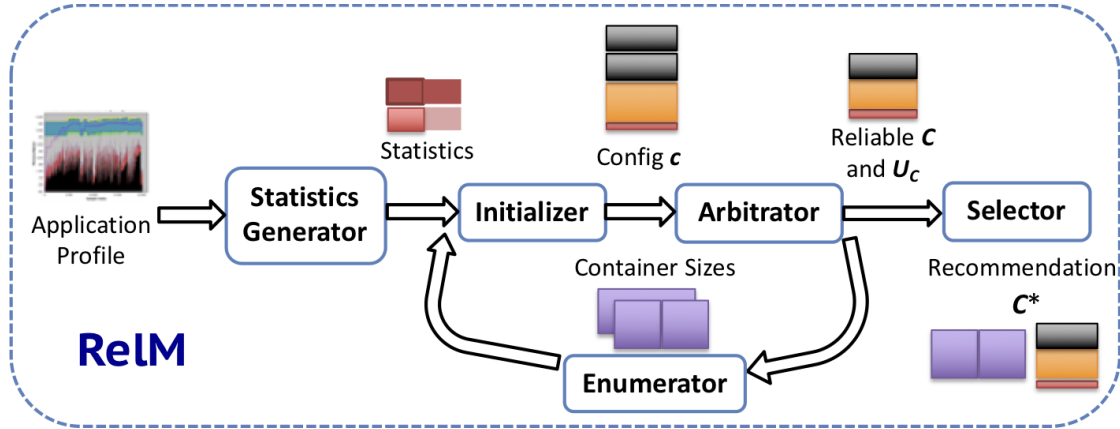 Application
Profile
Statistics
Generator
Statistics
Initializer
Config c
Arbitrator
Reliable C
and U_C
Selector
Container Sizes
Enumerator
Recommendation
C*
RelM